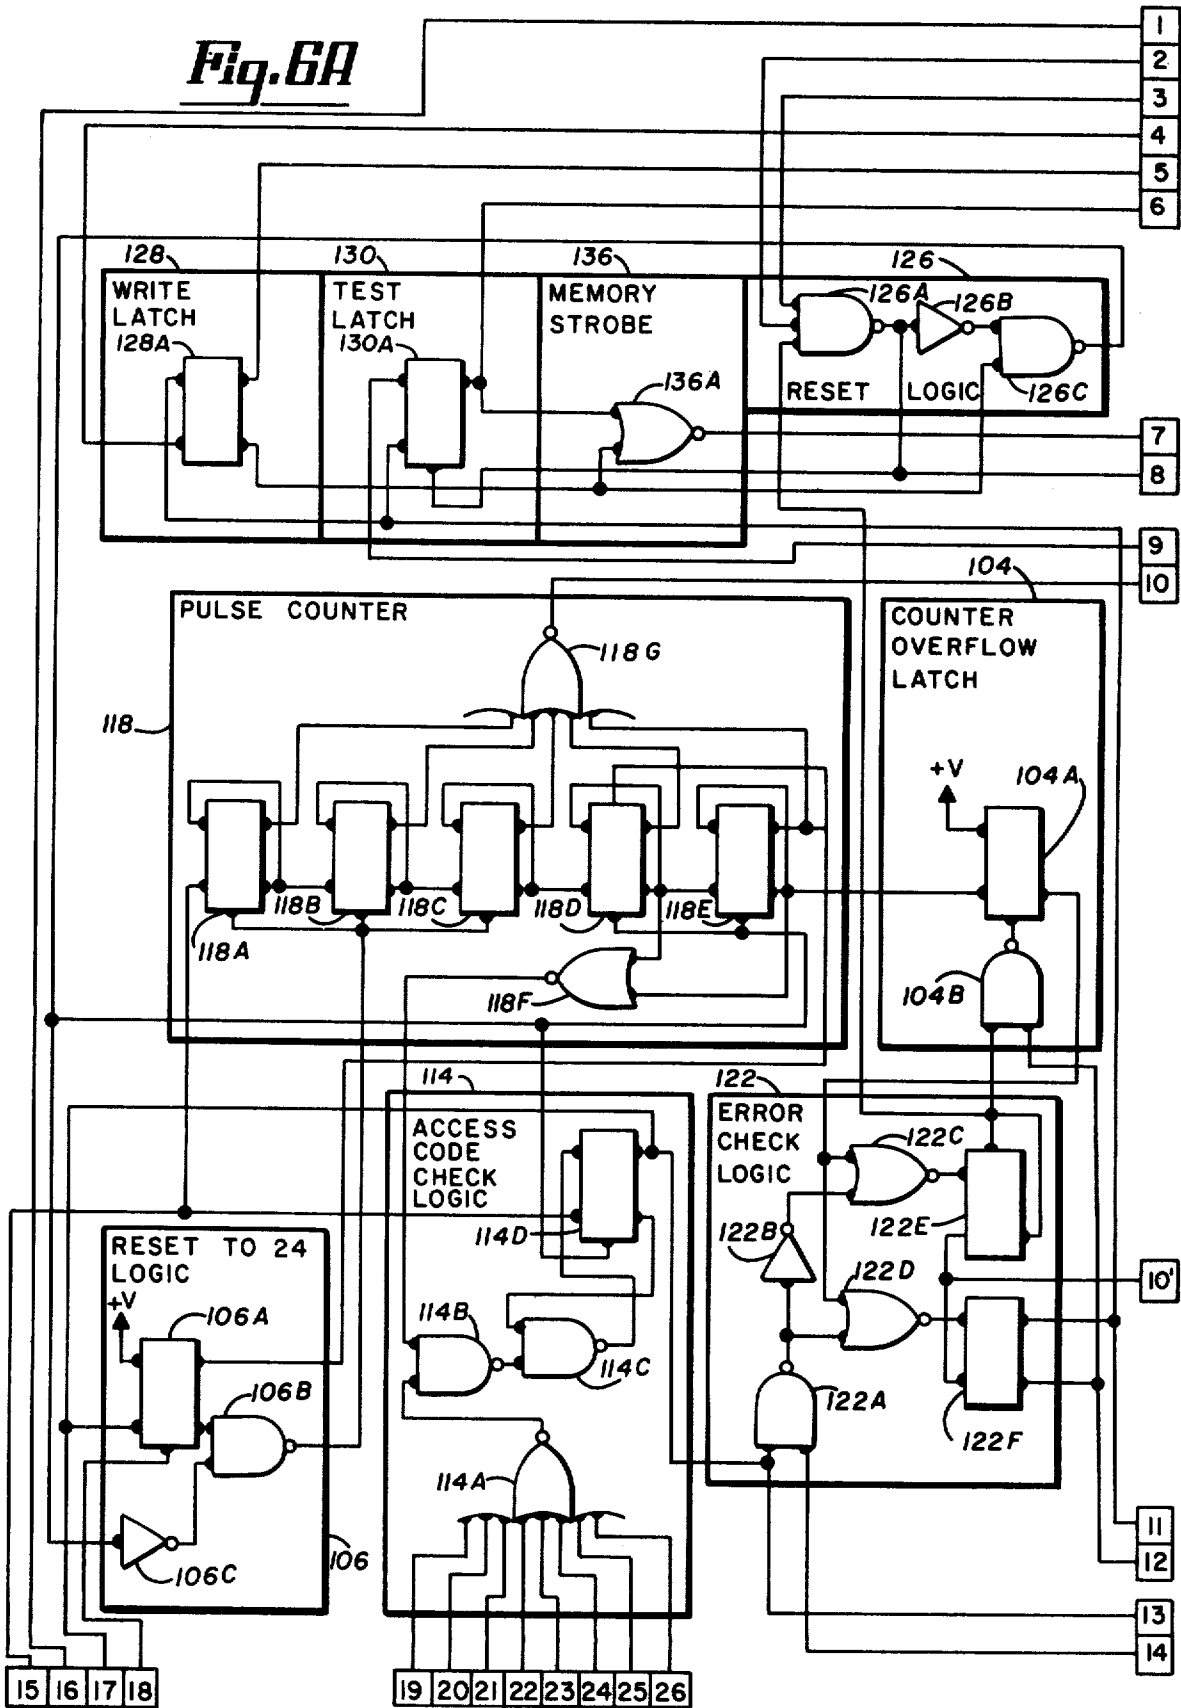 Fig. 6A
1
2
3
4
5
6
128
130
136
126
WRITE
LATCH
128A
TEST
LATCH
130A
MEMORY
STROBE
136A
126A
126B
126C
RESET LOGIC
7
8
9
10
104
PULSE COUNTER
118G
118
COUNTER
OVERFLOW
LATCH
+V
104A
118A
118B
118C
118D
118E
118F
104B
114
122
ACCESS
CODE
CHECK
LOGIC
114D
ERROR
CHECK
LOGIC
122C
122B
122E
122D
10'
RESET TO 24
LOGIC
+V
106A
106B
114B
114C
122A
122F
114A
106C
106
11
12
13
14
15 16 17 18
19 20 21 22 23 24 25 26